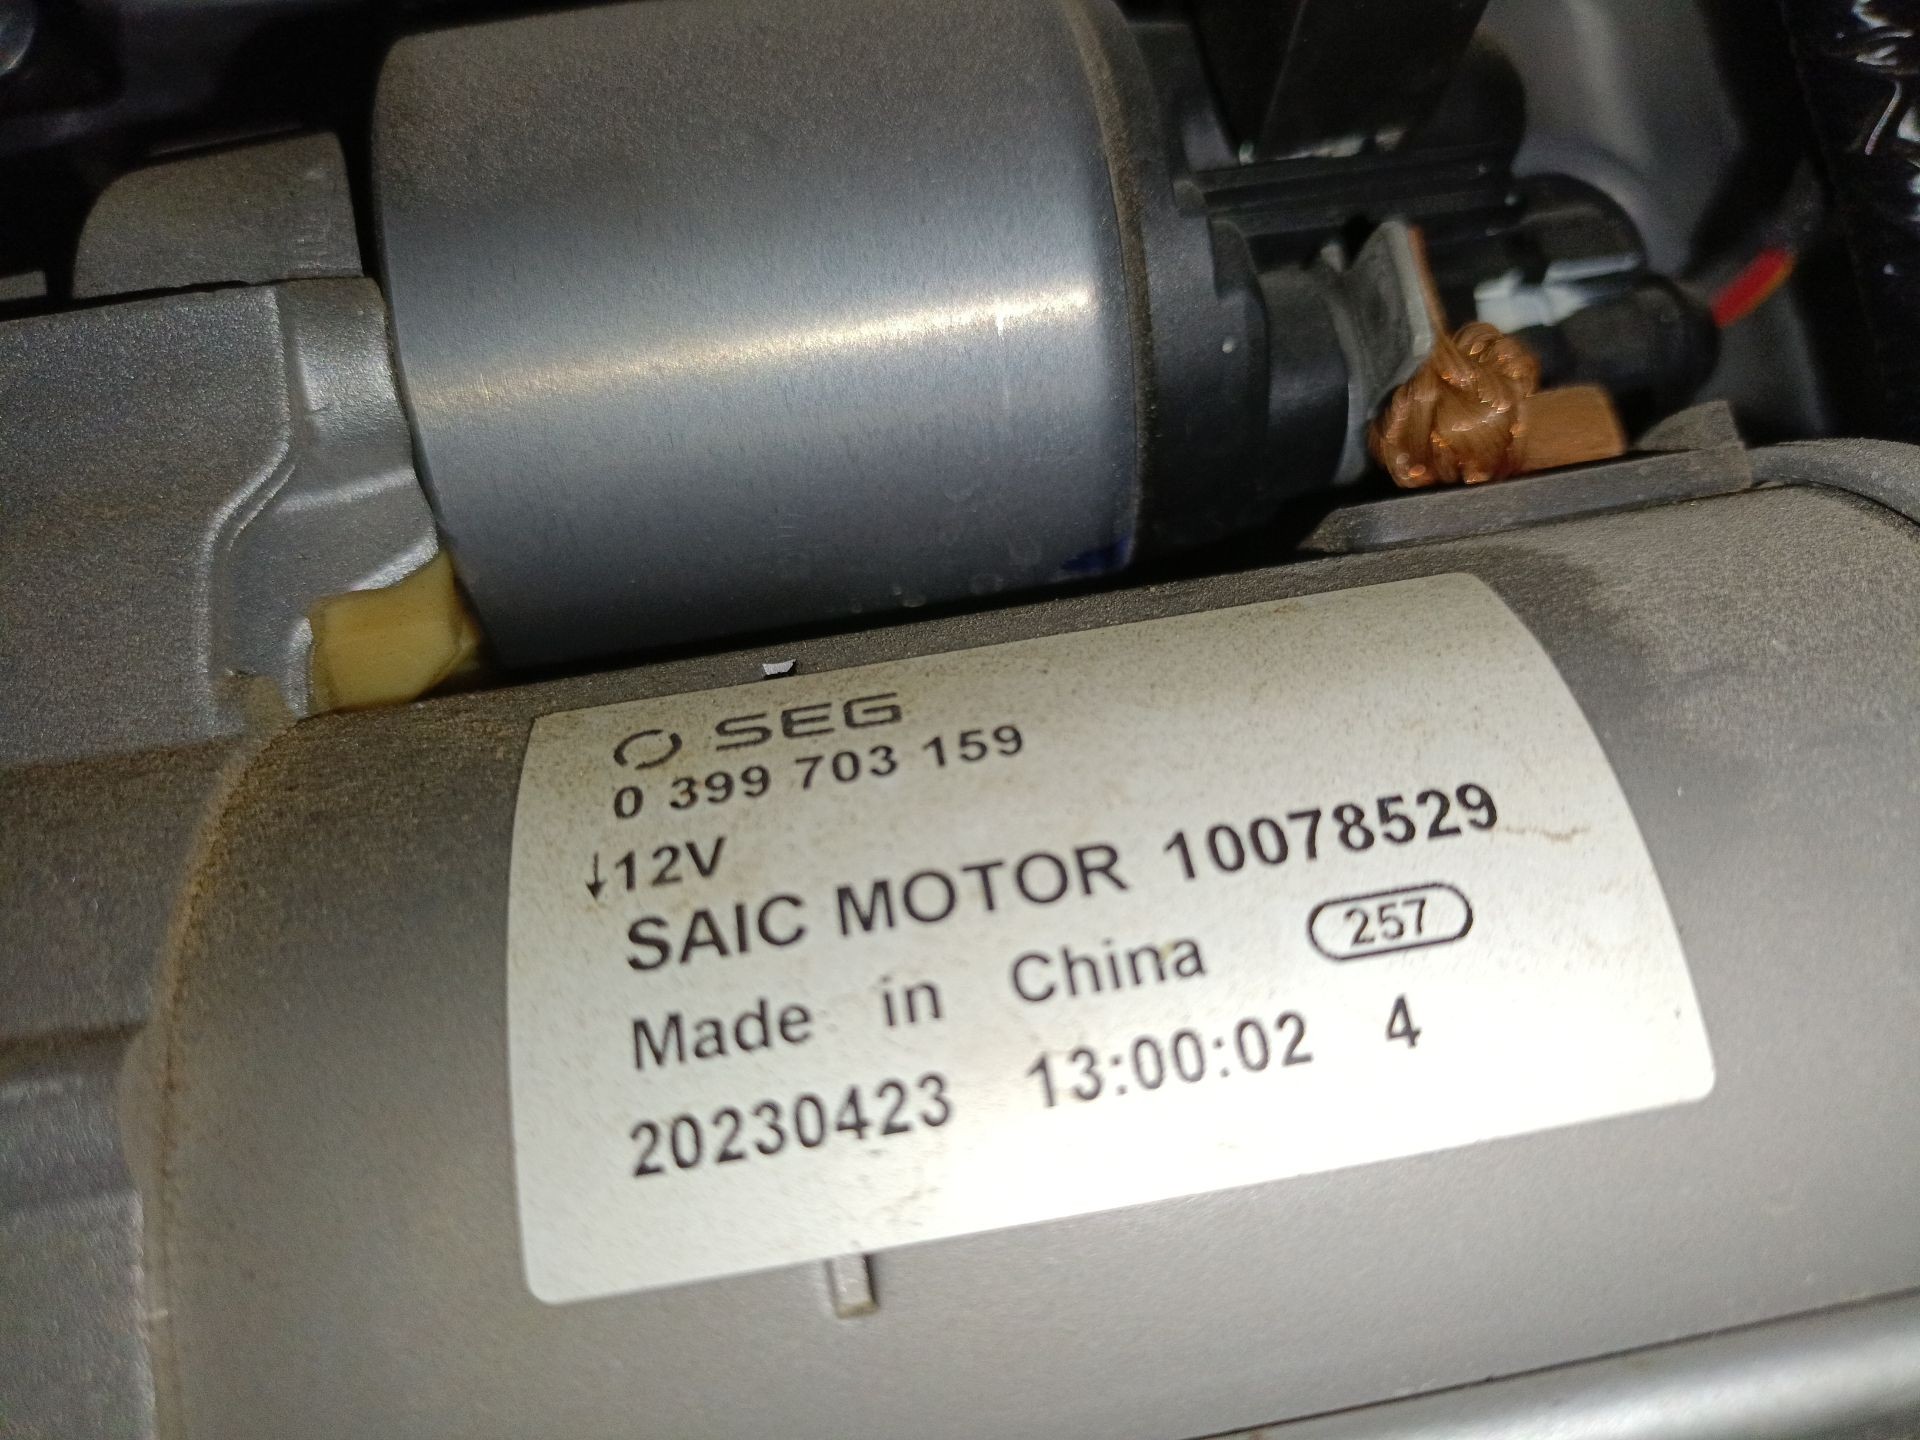 SEG
0 399 703 159
↓12V
SAIC MOTOR 10078529
Made in China 257
20230423 13:00:02 4